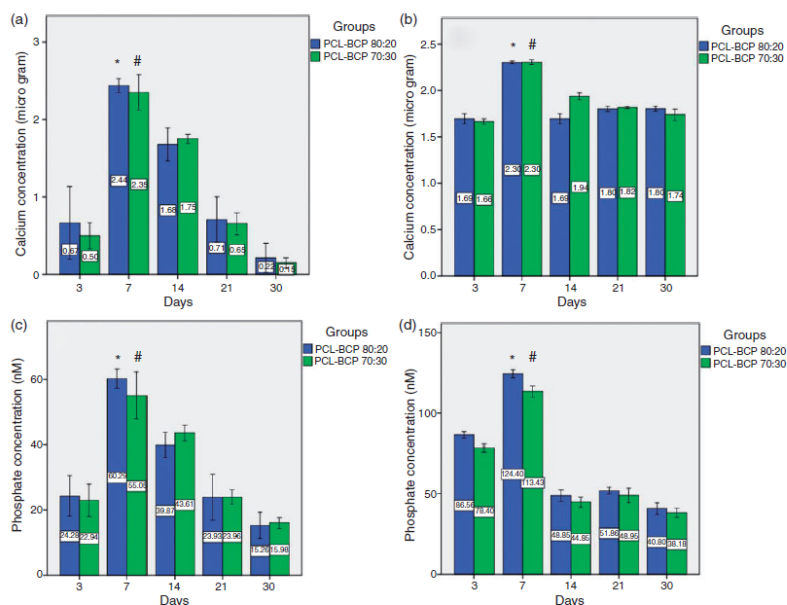 (a)
Groups
PCL-BCP 80:20
PCL-BCP 70:30
Calcium concentration (micro gram)
3
2
1
0
* #
0.67 0.50 2.44 2.35 1.68 1.75 0.71 0.65 0.22 0.15
3 7 14 21 30
Days
(b)
Groups
PCL-BCP 80:20
PCL-BCP 70:30
Calcium concentration (micro gram)
2.5
2.0
1.5
1.0
0.5
0.0
* #
1.69 1.66 2.30 2.30 1.69 1.94 1.80 1.82 1.80 1.74
3 7 14 21 30
Days
(c)
Groups
PCL-BCP 80:20
PCL-BCP 70:30
Phosphate concentration (nM)
60
40
20
0
* #
24.28 22.94 60.25 55.05 39.87 43.61 23.93 23.96 15.20 15.98
3 7 14 21 30
Days
(d)
Groups
PCL-BCP 80:20
PCL-BCP 70:30
Phosphate concentration (nM)
150
100
50
0
* #
86.56 78.40 124.40 113.43 48.85 44.85 51.86 48.95 40.80 38.18
3 7 14 21 30
Days